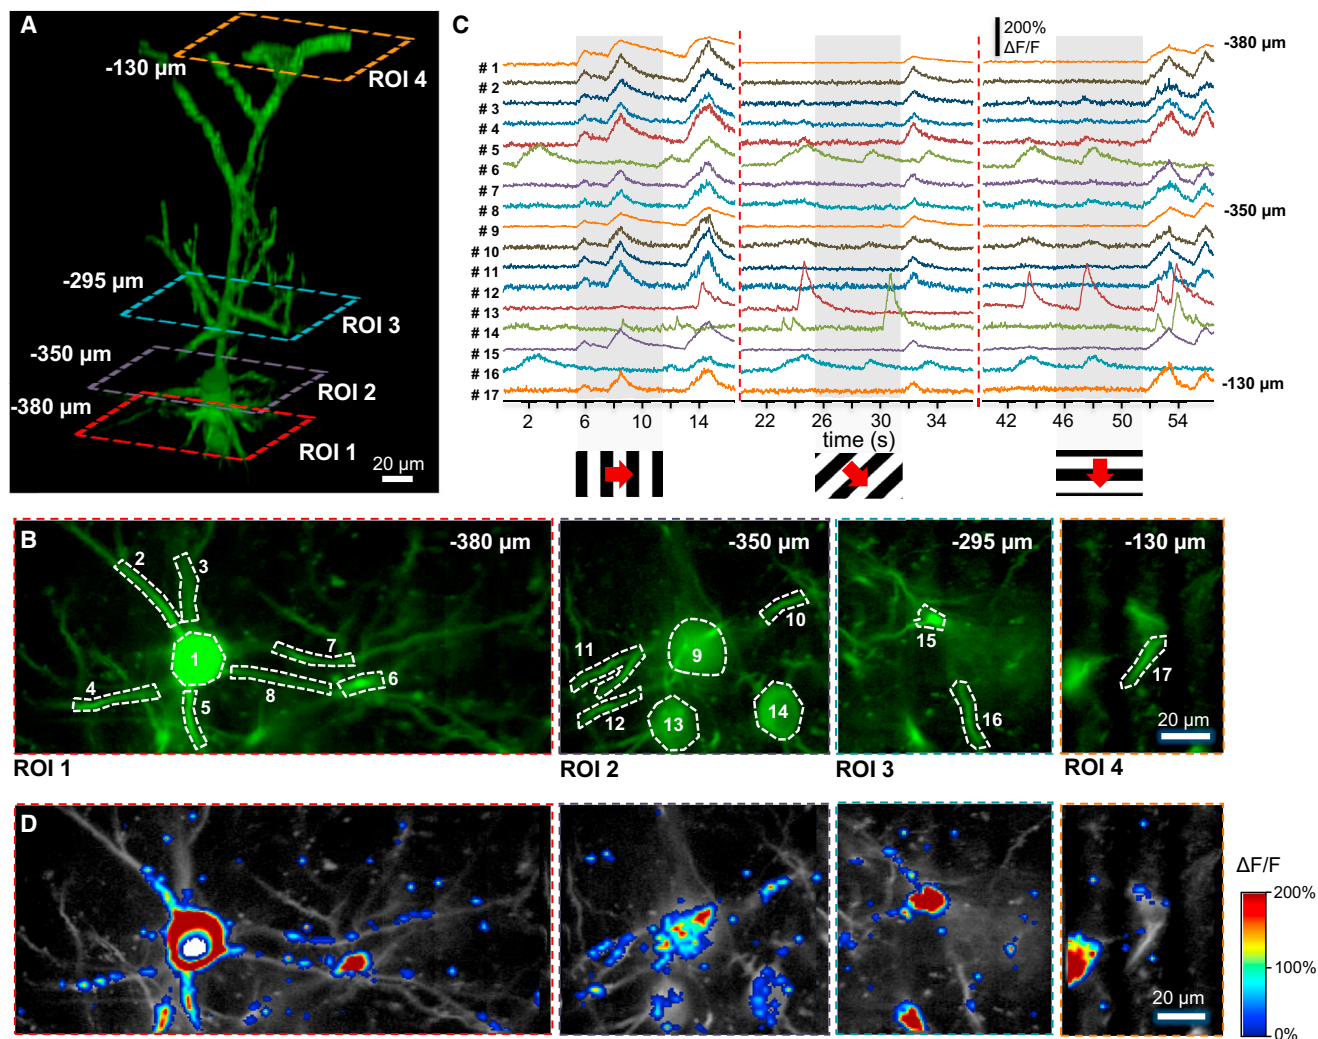 A
-130 µm
ROI 4
-295 µm
ROI 3
-350 µm
ROI 2
-380 µm
ROI 1
20 µm
C
200%
ΔF/F
-380 µm
# 1
# 2
# 3
# 4
# 5
# 6
# 7
# 8
-350 µm
# 9
# 10
# 11
# 12
# 13
# 14
# 15
# 16
# 17
-130 µm
2 6 10 14 22 26 30 34 42 46 50 54
time (s)
B
-380 µm
2
3
1
7
4
5
8
6
ROI 1
-350 µm
10
11
9
12
13
14
ROI 2
-295 µm
15
16
ROI 3
-130 µm
17
20 µm
ROI 4
D
20 µm
ΔF/F
200%
100%
0%